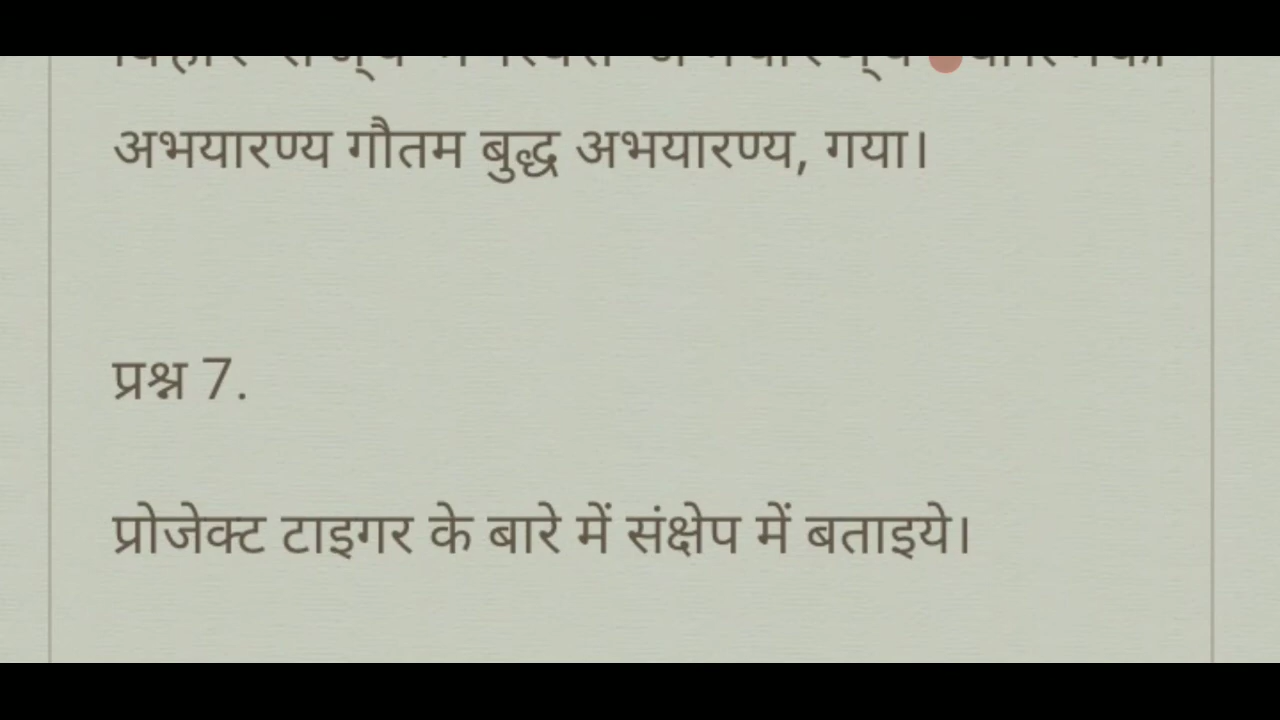 अभयारण्य गौतम बुद्ध अभयारण्य, गया।
प्रश्न 7.
प्रोजेक्ट टाइगर के बारे में संक्षेप में बताइये।